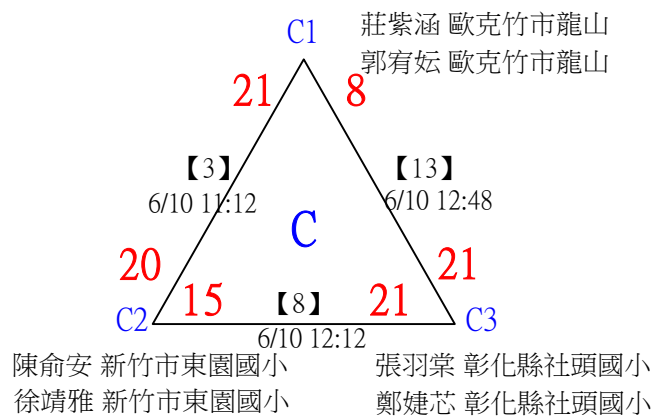 C1
莊紫涵 歐克竹市龍山
郭宥妘 歐克竹市龍山
21 8
【3】 【13】
6/10 11:12 6/10 12:48
C
20 21
15 【8】 21
C2 C3
6/10 12:12
陳俞安 新竹市東園國小 張羽棠 彰化縣社頭國小
徐靖雅 新竹市東園國小 鄭婕芯 彰化縣社頭國小